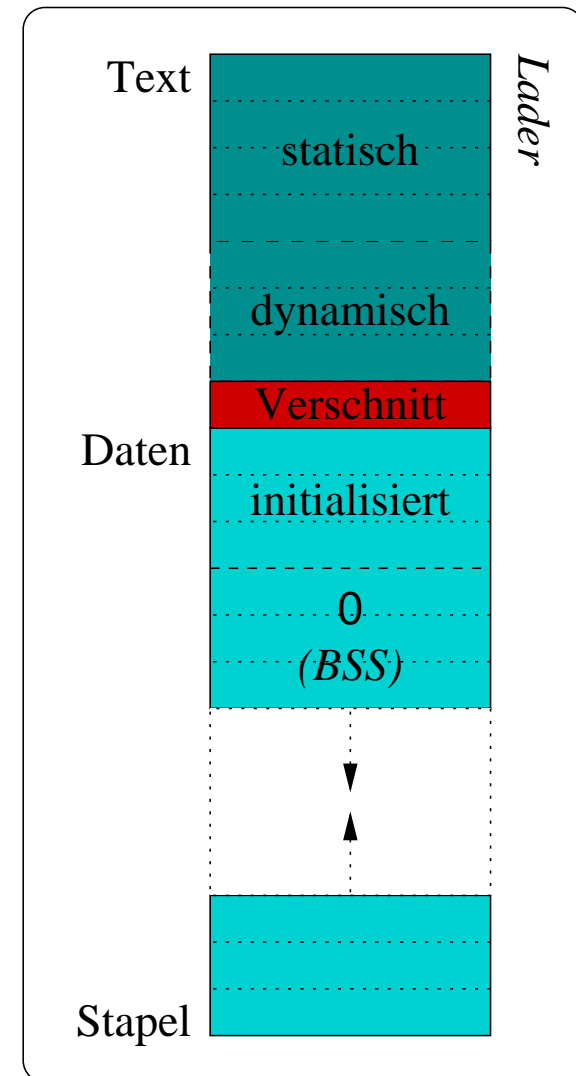 Text
Lader
statisch
dynamisch
Verschnitt
Daten
initialisiert
0
(BSS)
Stapel